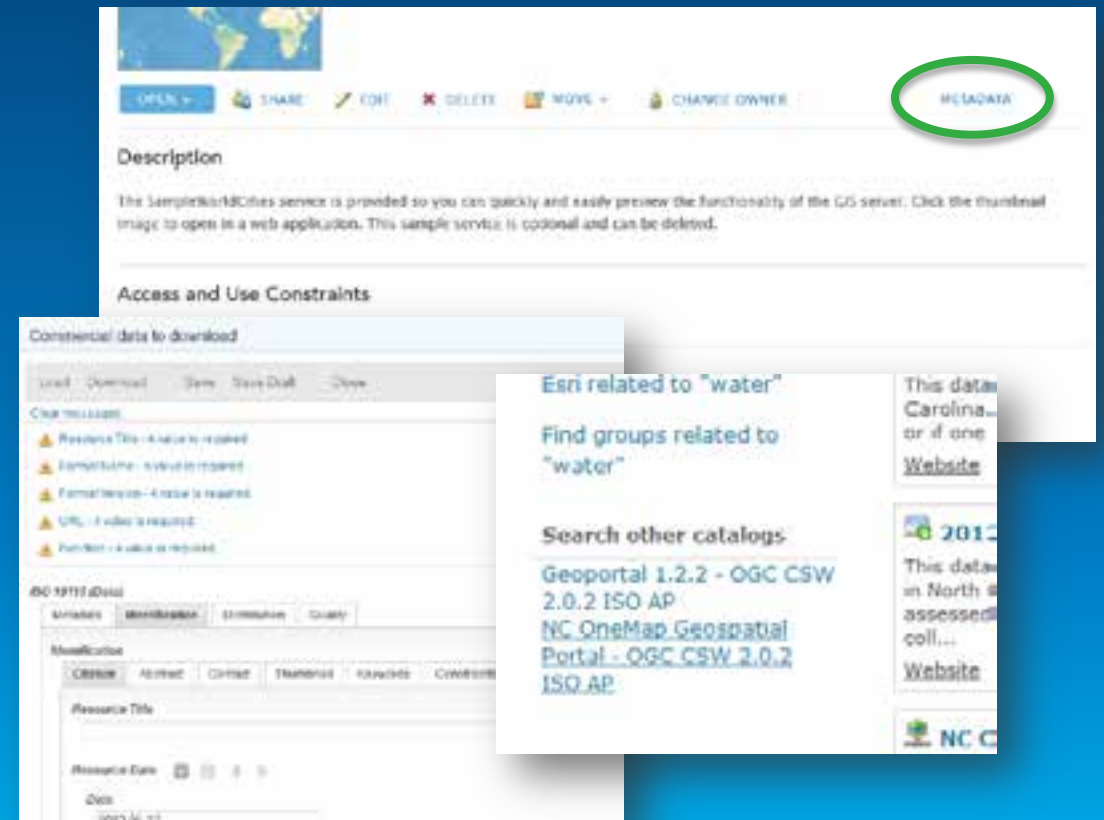 OPEN
SHARE EDIT DELETE MOVE CHANGE OWNER METADATA
Description
The SampleWorldCities service is provided so you can quickly and easily preview the functionality of the GIS server. Click the thumbnail
image to open in a web application. This sample service is optional and can be deleted.
Access and Use Constraints
Commercial data to download
Load Download Save Save Draft Close
Clear messages
Resource Title - A value is required.
Format Name - A value is required.
Format Version - A value is required.
URL - A value is required.
Function - A value is required.
ISO 19115 (Data)
Metadata Identification Distribution Quality
Identification
Citation Abstract Contact Thumbnail Keywords
Resource Title
Resource Date
Date
Esri related to "water"
Find groups related to
"water"
Search other catalogs
Geoportal 1.2.2 - OGC CSW
2.0.2 ISO AP
NC OneMap Geospatial
Portal - OGC CSW 2.0.2
ISO AP
This data
Carolina...
or if one
Website
2012
This data
in North
assessed
coll...
Website
NC